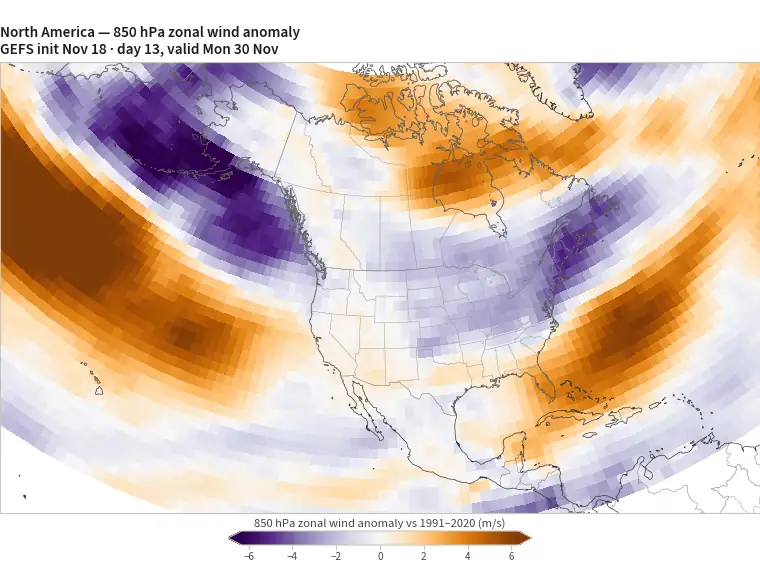 North America — 850 hPa zonal wind anomaly
GEFS init Nov 18 · day 13, valid Mon 30 Nov
850 hPa zonal wind anomaly vs 1991–2020 (m/s)
−6 −4 −2 0 2 4 6